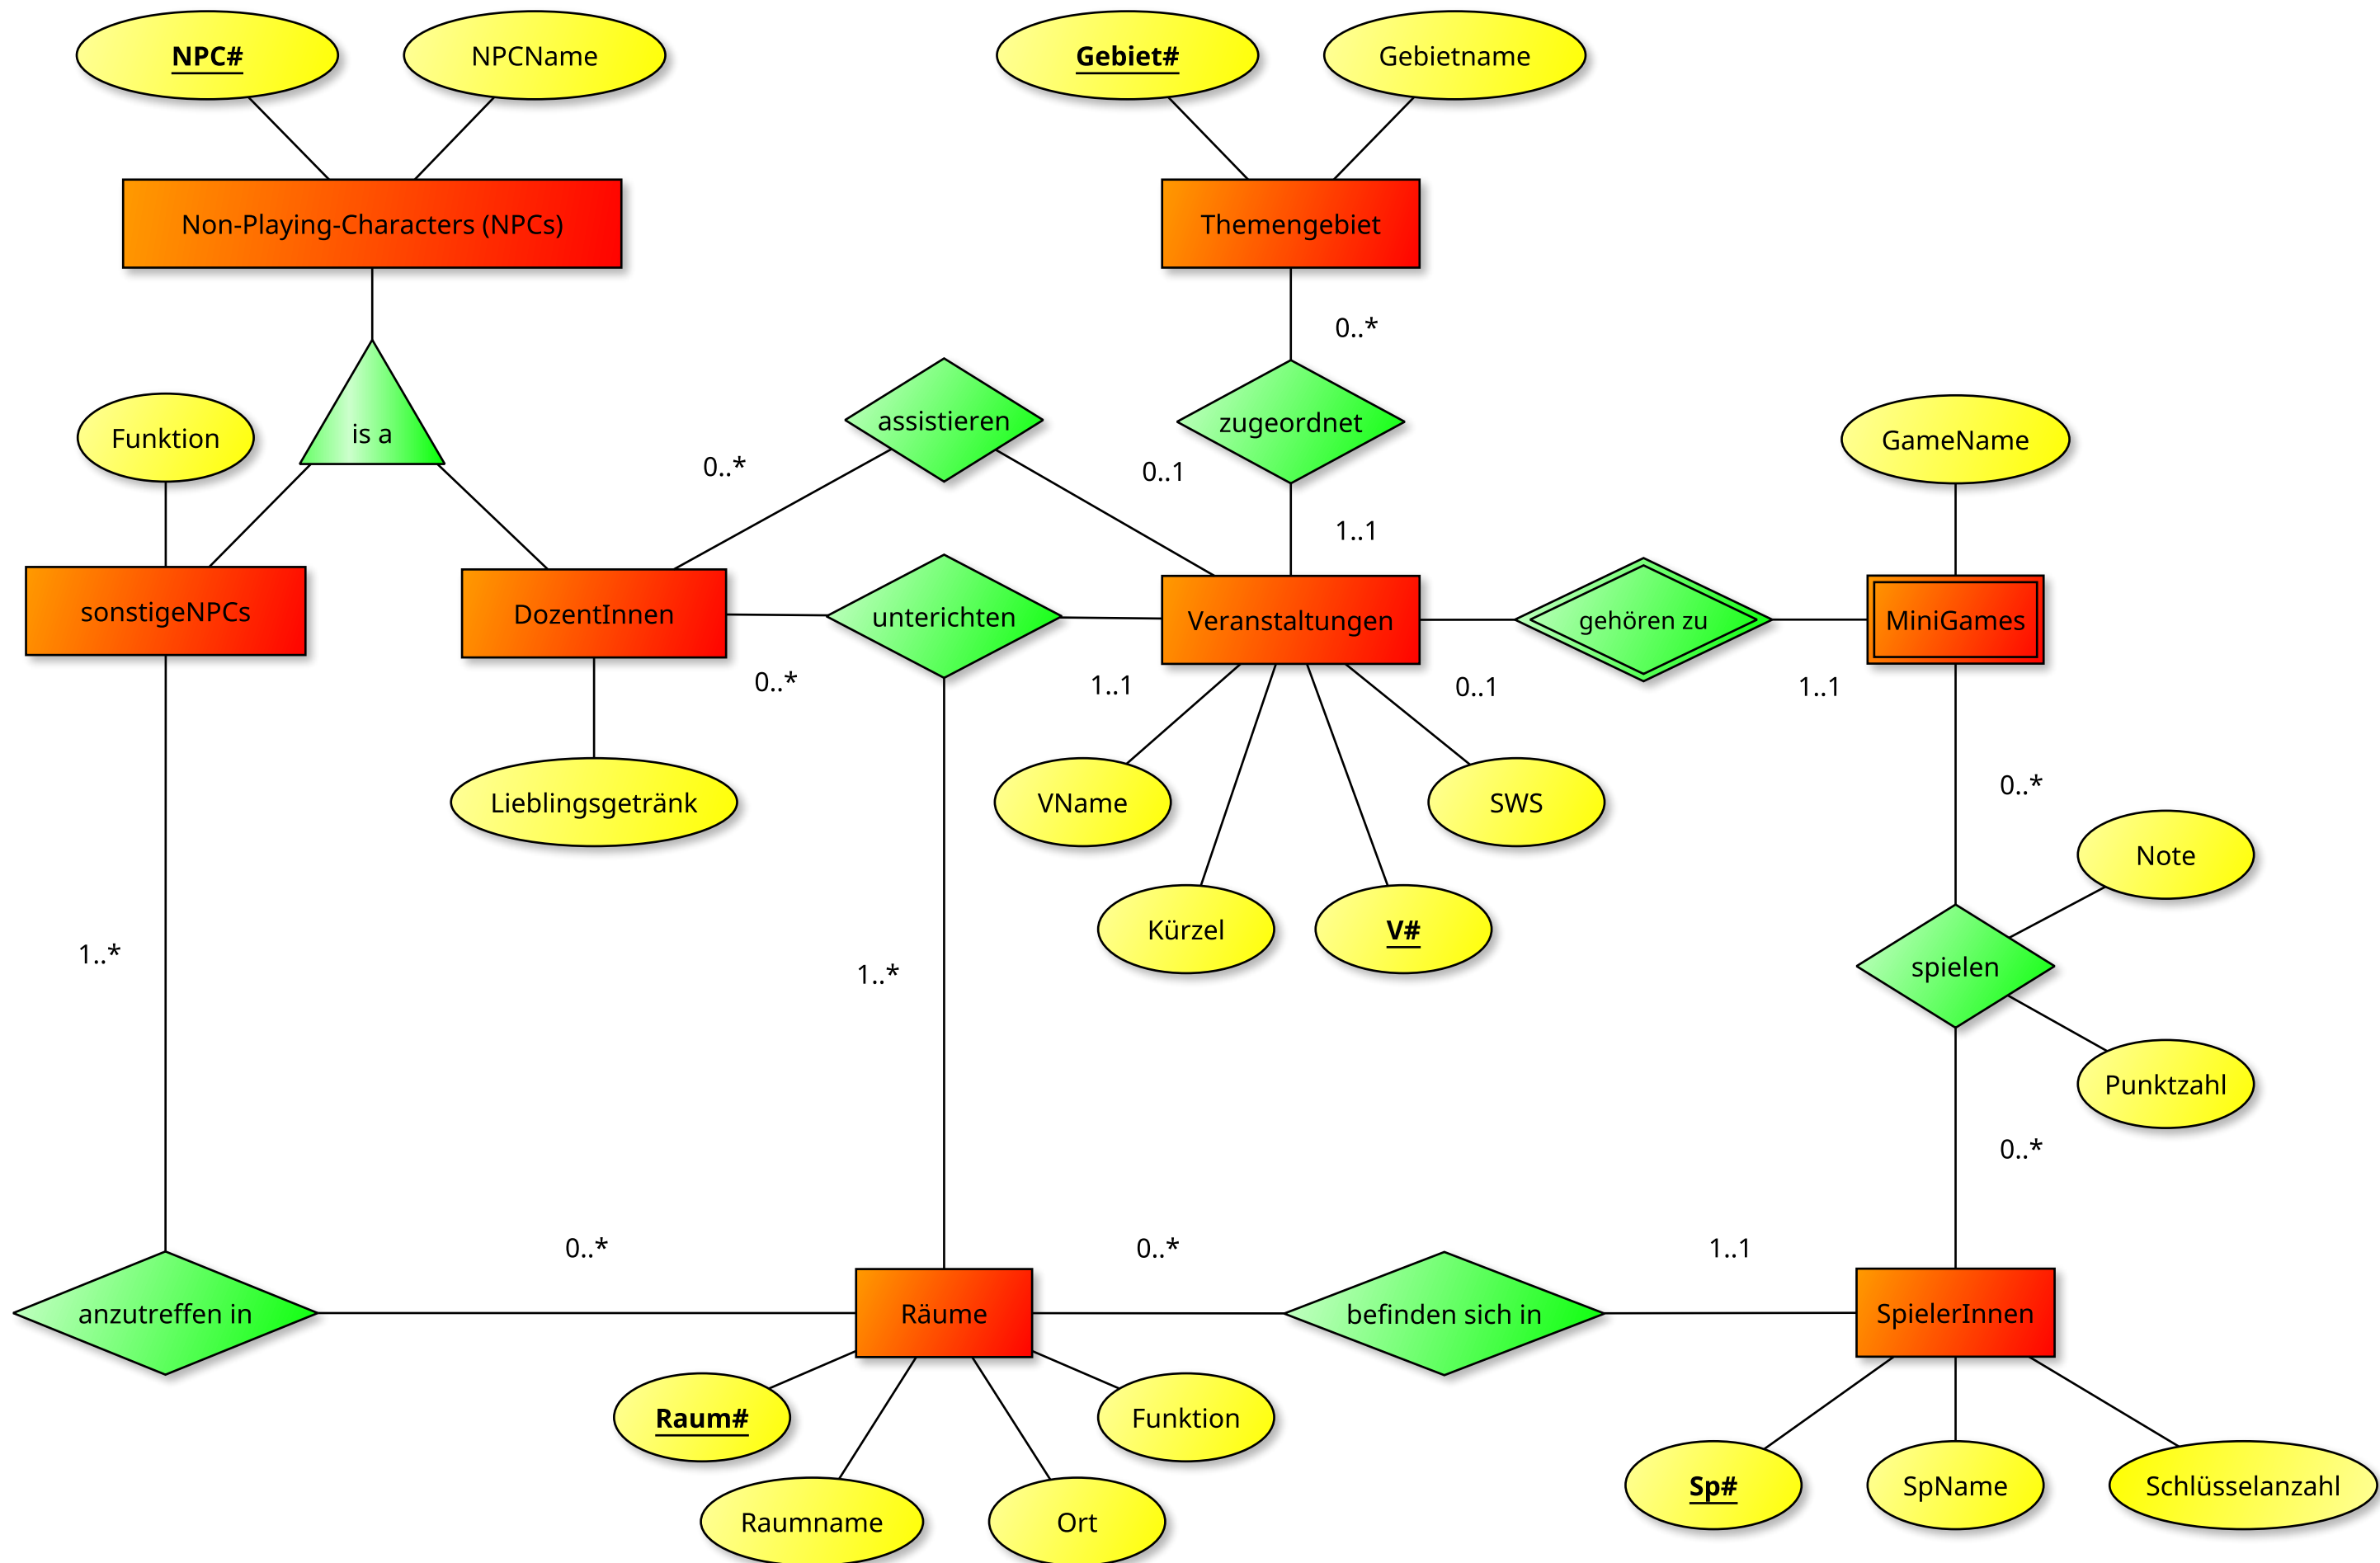 NPC#
NPCName
Gebiet#
Gebietname
Non-Playing-Characters (NPCs)
Themengebiet
0..*
is a
Funktion
assistieren
zugeordnet
GameName
0..*
0..1
1..1
sonstigeNPCs
DozentInnen
unterichten
Veranstaltungen
gehören zu
MiniGames
0..*
1..1
0..1
1..1
Lieblingsgetränk
VName
SWS
0..*
Note
Kürzel
V#
1..*
1..*
spielen
Punktzahl
0..*
0..*
0..*
1..1
anzutreffen in
Räume
befinden sich in
SpielerInnen
Raum#
Funktion
Raumname
Ort
Sp#
SpName
Schlüsselanzahl